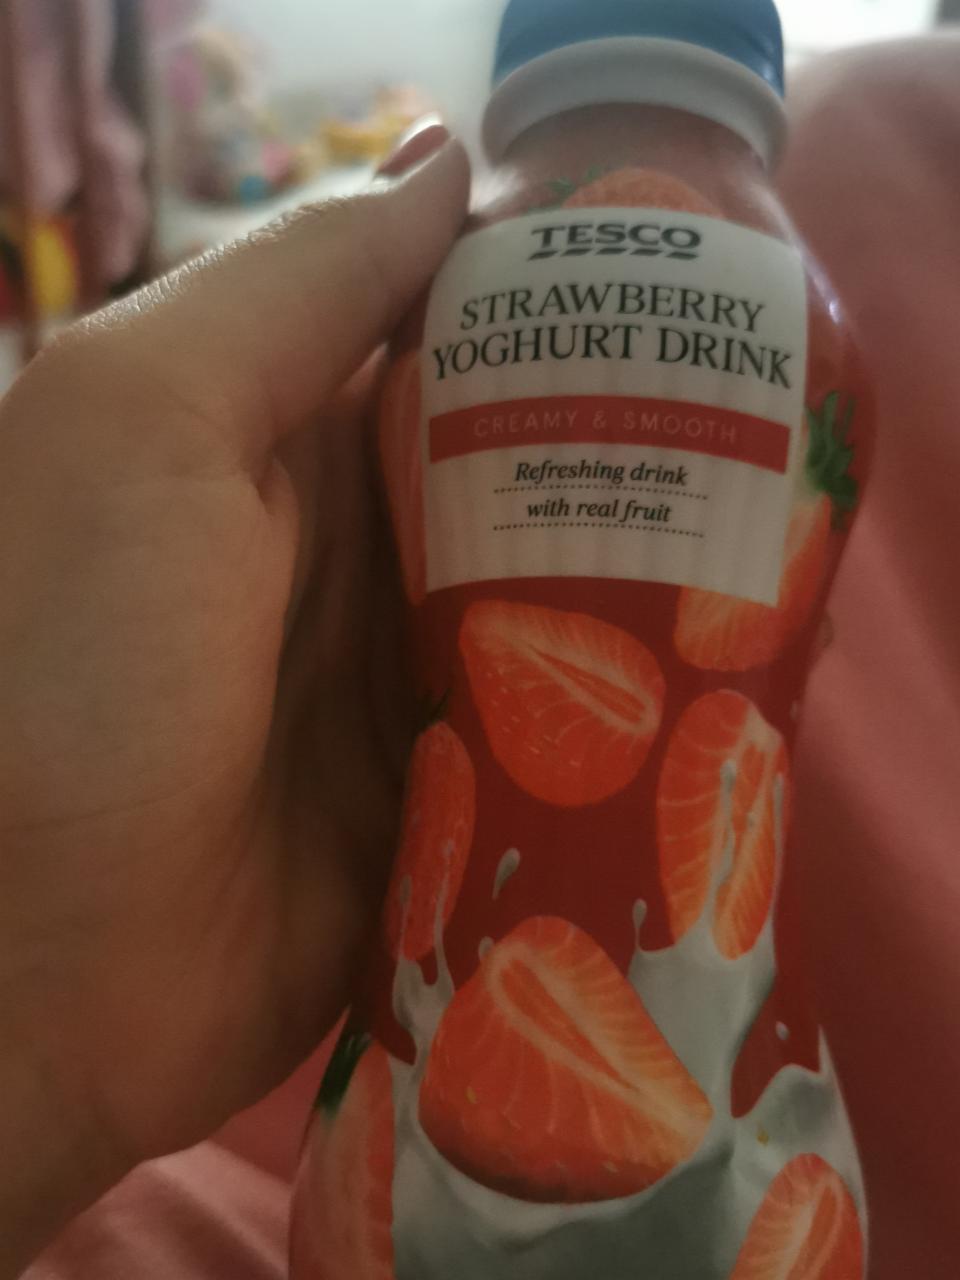 TESCO
STRAWBERRY
YOGHURT DRINK
CREAMY & SMOOTH
Refreshing drink
with real fruit